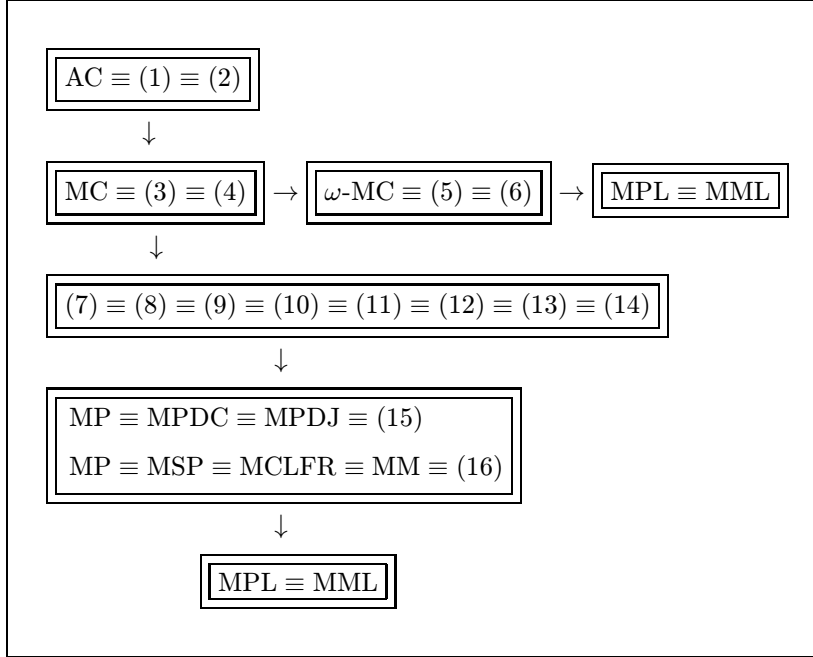 AC ≡ (1) ≡ (2)
↓
MC ≡ (3) ≡ (4) → ω-MC ≡ (5) ≡ (6) → MPL ≡ MML
↓
(7) ≡ (8) ≡ (9) ≡ (10) ≡ (11) ≡ (12) ≡ (13) ≡ (14)
↓
MP ≡ MPDC ≡ MPDJ ≡ (15)
MP ≡ MSP ≡ MCLFR ≡ MM ≡ (16)
↓
MPL ≡ MML